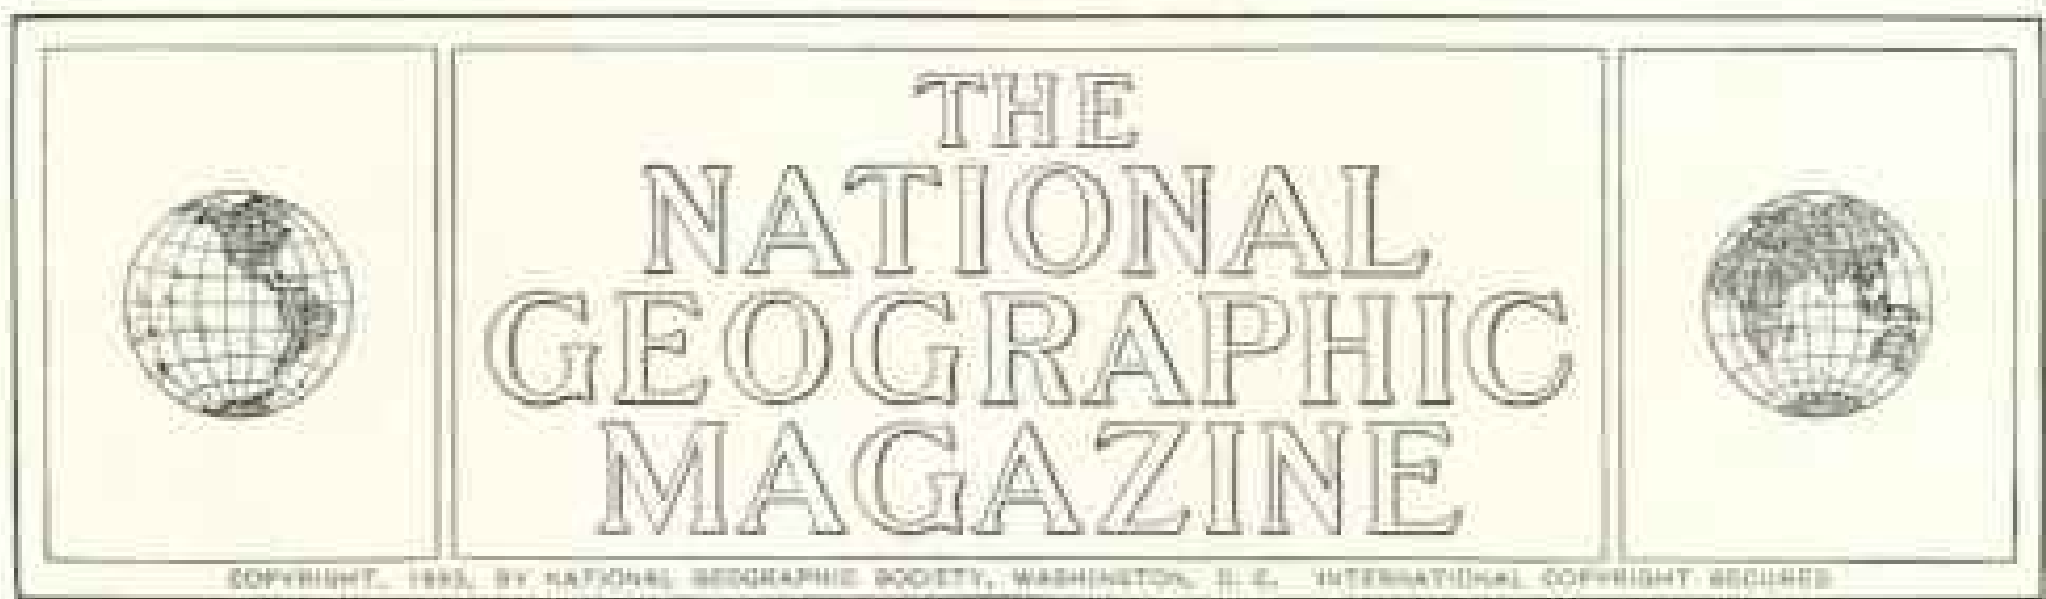 THE
NATIONAL
GEOGRAPHIC
MAGAZINE
COPYRIGHT, BY NATIONAL GEOGRAPHIC SOCIETY, WASHINGTON, D. C. INTERNATIONAL COPYRIGHT SECURED